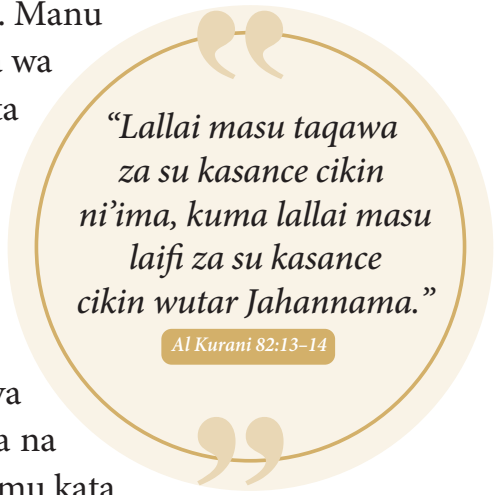 . Manu
wa
ta
“Lallai masu taqawa
za su kasance cikin
ni’ima, kuma lallai masu
laifi za su kasance
cikin wutar Jahannama.”
Al Kurani 82:13–14
na
mu kata